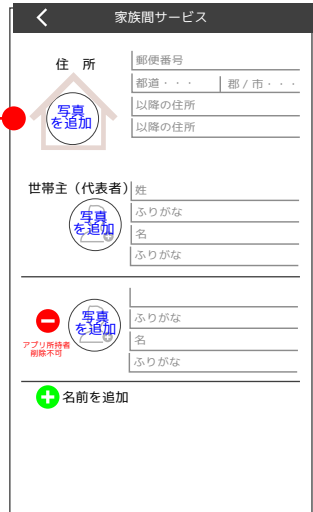 家族間サービス
住 所
郵便番号
都道・・・
郡/市・・・
以降の住所
以降の住所
写真
を追加
世帯主(代表者)
姓
ふりがな
名
ふりがな
写真
を追加
ふりがな
名
ふりがな
写真
を追加
アプリ所持者
削除不可
名前を追加